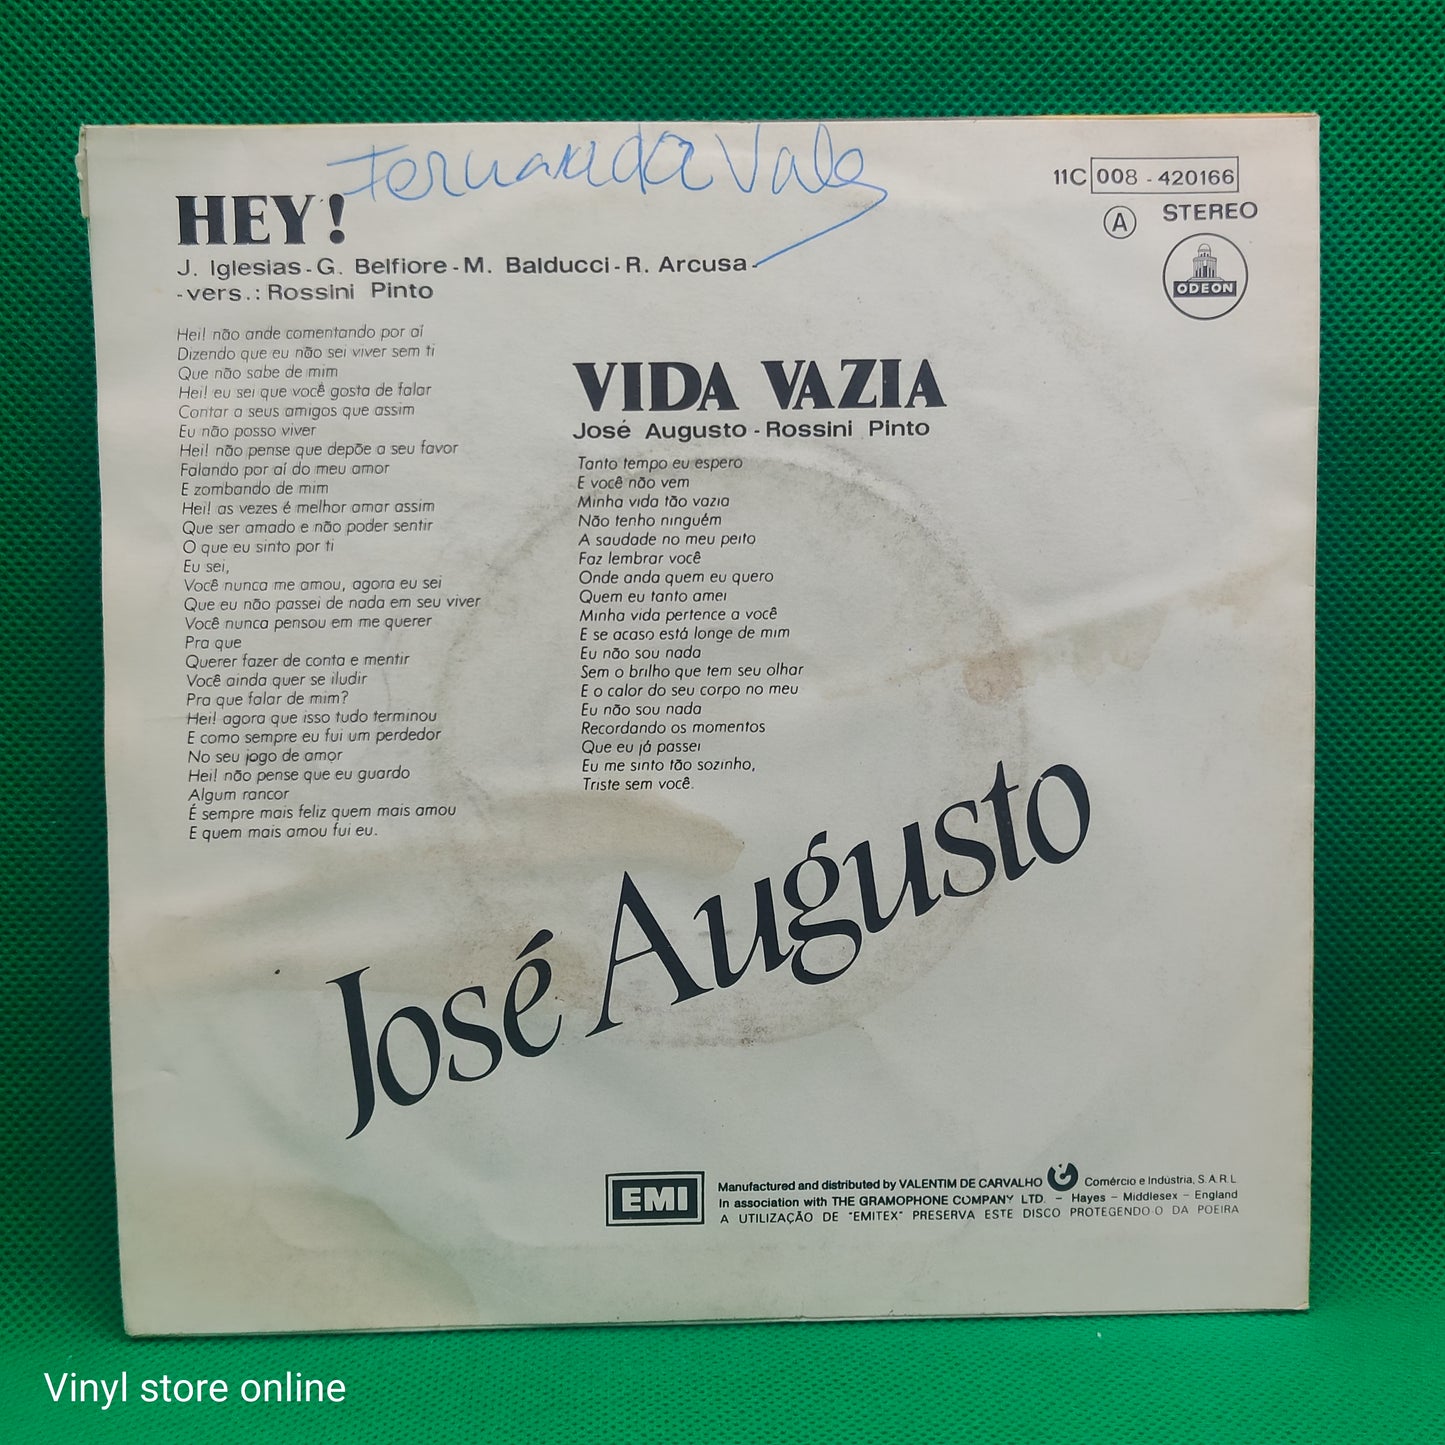 Fernanda Vale
HEY!
J. Iglesias - G. Belfiore - M. Balducci - R. Arcusa -
- vers.: Rossini Pinto
11C 008 - 420166
A STEREO
ODEON
Hei! não ande comentando por aí
Dizendo que eu não sei viver sem ti
Que não sabe de mim
Hei! eu sei que você gosta de falar
Contar a seus amigos que assim
Eu não posso viver
Hei! não pense que depõe a seu favor
Falando por aí do meu amor
E zombando de mim
Hei! as vezes é melhor amar assim
Que ser amado e não poder sentir
O que eu sinto por ti
Eu sei,
Você nunca me amou, agora eu sei
Que eu não passei de nada em seu viver
Você nunca pensou em me querer
Pra que
Querer fazer de conta e mentir
Você ainda quer se iludir
Pra que falar de mim?
Hei! agora que isso tudo terminou
E como sempre eu fui um perdedor
No seu jogo de amor
Hei! não pense que eu guardo
Algum rancor
É sempre mais feliz quem mais amou
E quem mais amou fui eu.
VIDA VAZIA
José Augusto - Rossini Pinto
Tanto tempo eu espero
E você não vem
Minha vida tão vazia
Não tenho ninguém
A saudade no meu peito
Faz lembrar você
Onde anda quem eu quero
Quem eu tanto amei
Minha vida pertence a você
E se acaso está longe de mim
Eu não sou nada
Sem o brilho que tem seu olhar
E o calor do seu corpo no meu
Eu não sou nada
Recordando os momentos
Que eu já passei
Eu me sinto tão sozinho,
Triste sem você.
José Augusto
EMI
Manufactured and distributed by VALENTIM DE CARVALHO Comércio e Indústria, S.A.R.L
In association with THE GRAMOPHONE COMPANY LTD. - Hayes - Middlesex - England
A UTILIZAÇÃO DE "EMITEX" PRESERVA ESTE DISCO PROTEGENDO-O DA POEIRA
Vinyl store online